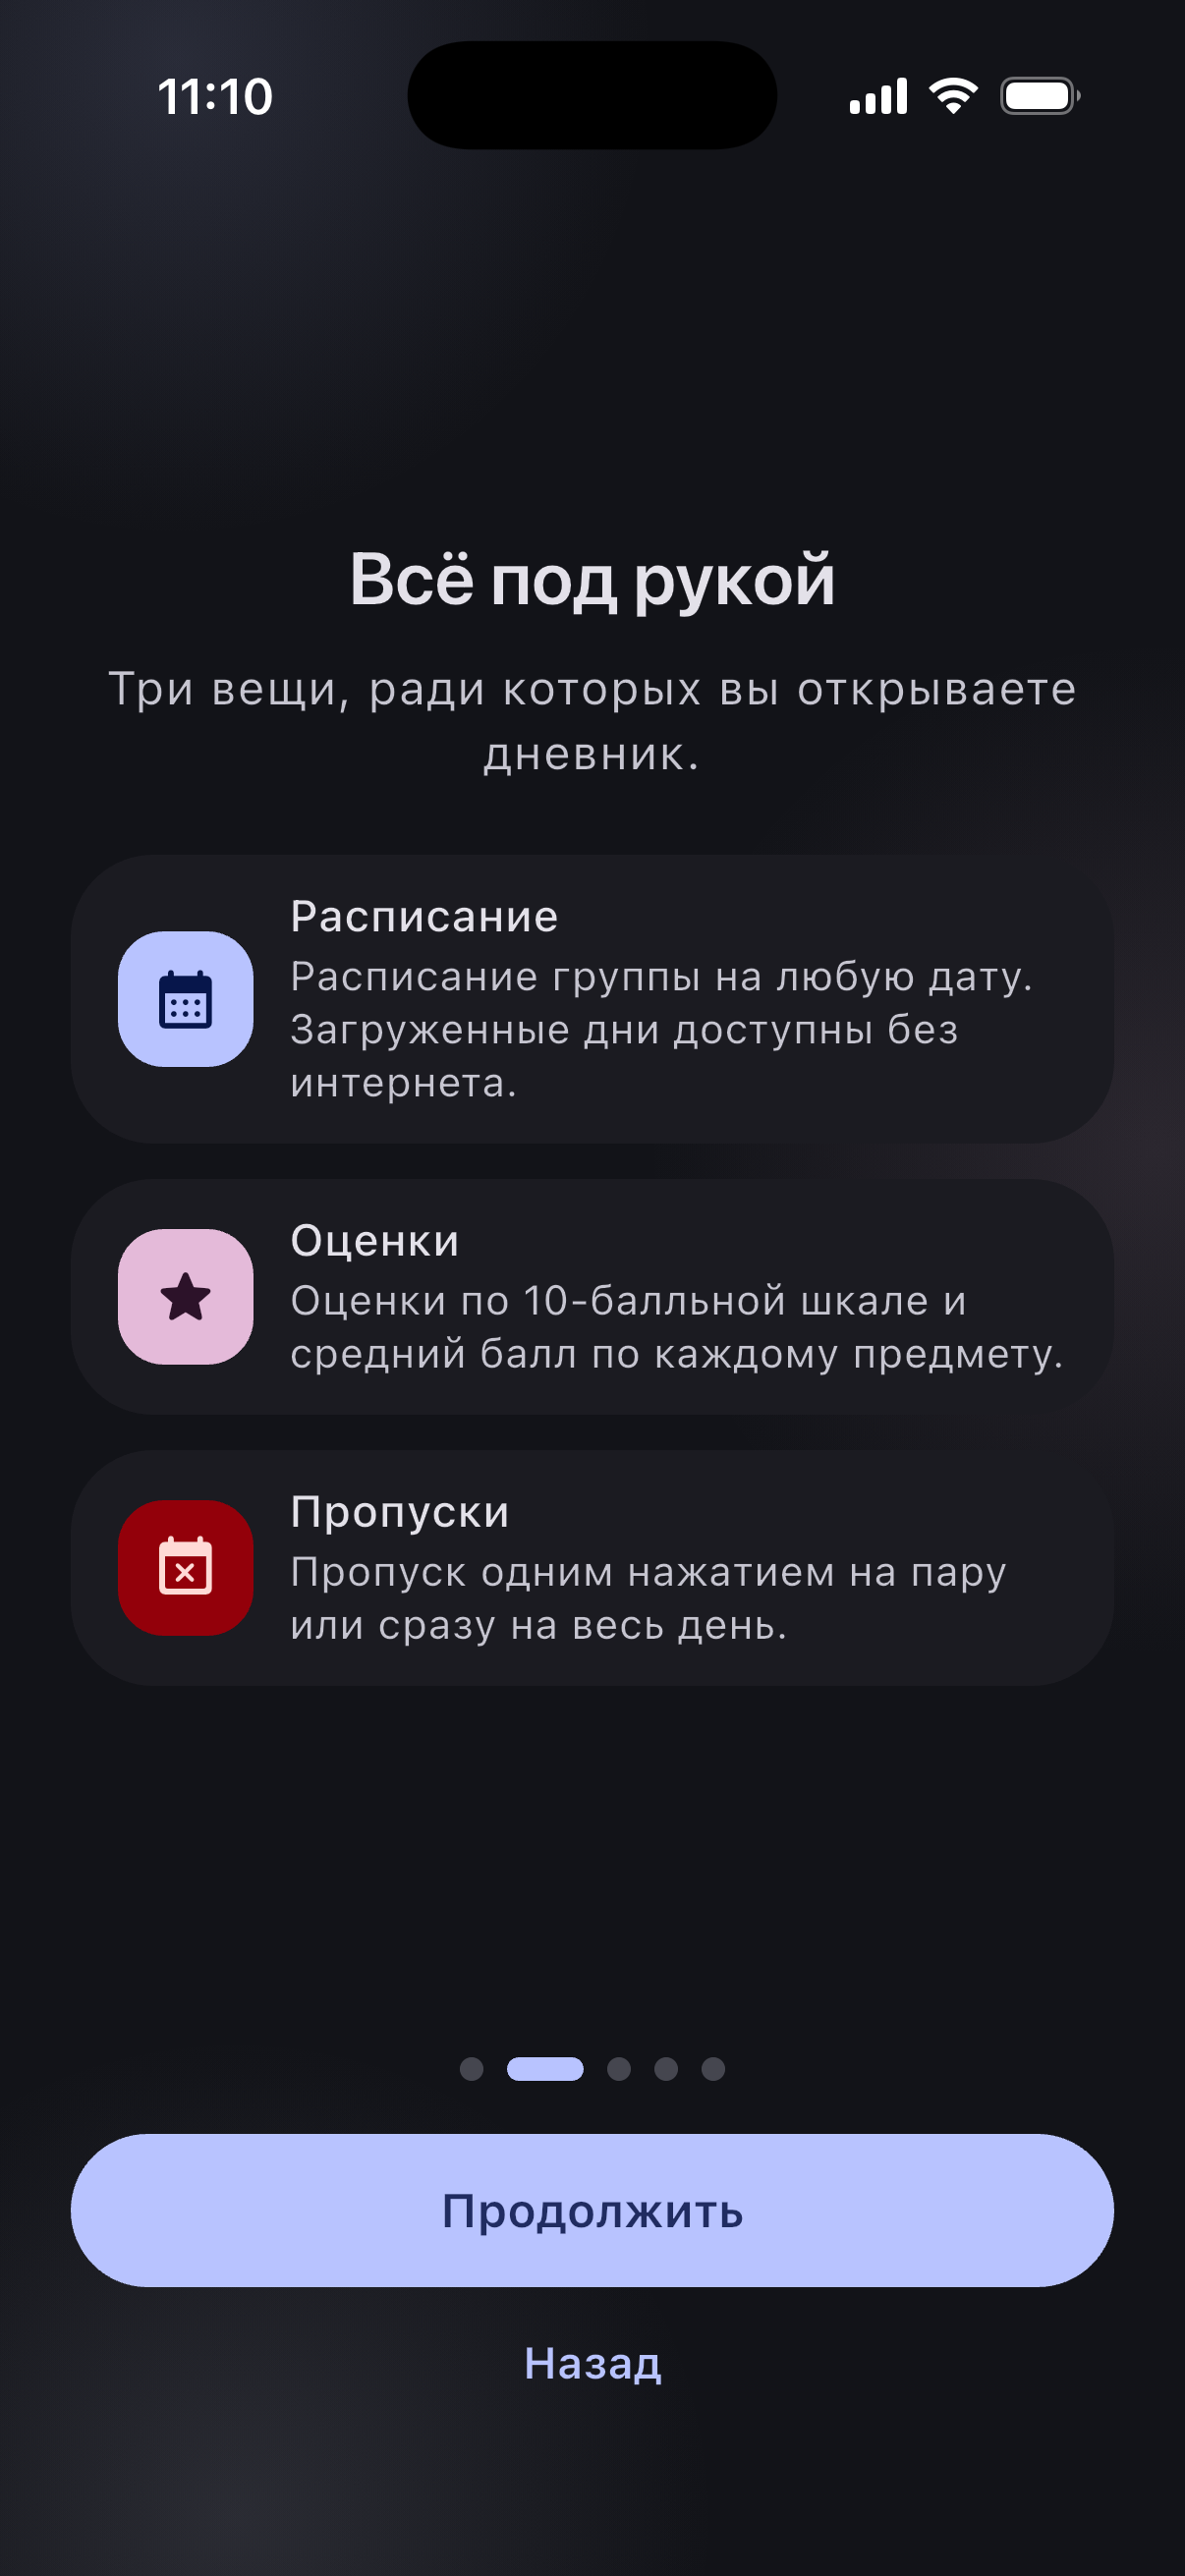 11:10
Всё под рукой
Три вещи, ради которых вы открываете
дневник.
Расписание
Расписание группы на любую дату.
Загруженные дни доступны без
интернета.
Оценки
Оценки по 10-балльной шкале и
средний балл по каждому предмету.
Пропуски
Пропуск одним нажатием на пару
или сразу на весь день.
Продолжить
Назад